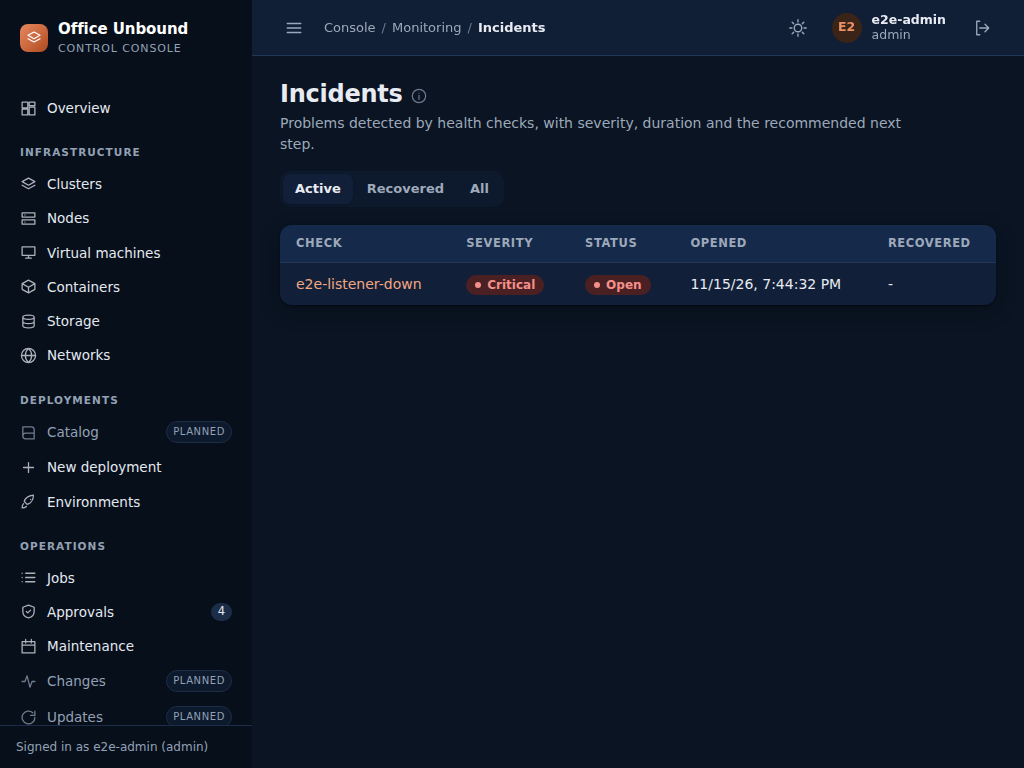 Office Unbound
CONTROL CONSOLE
Overview
INFRASTRUCTURE
Clusters
Nodes
Virtual machines
Containers
Storage
Networks
DEPLOYMENTS
Catalog PLANNED
New deployment
Environments
OPERATIONS
Jobs
Approvals 4
Maintenance
Changes PLANNED
Updates PLANNED
Signed in as e2e-admin (admin)
Console / Monitoring / Incidents
E2 e2e-admin
admin
Incidents
Problems detected by health checks, with severity, duration and the recommended next
step.
Active Recovered All
CHECK SEVERITY STATUS OPENED RECOVERED
e2e-listener-down Critical Open 11/15/26, 7:44:32 PM -